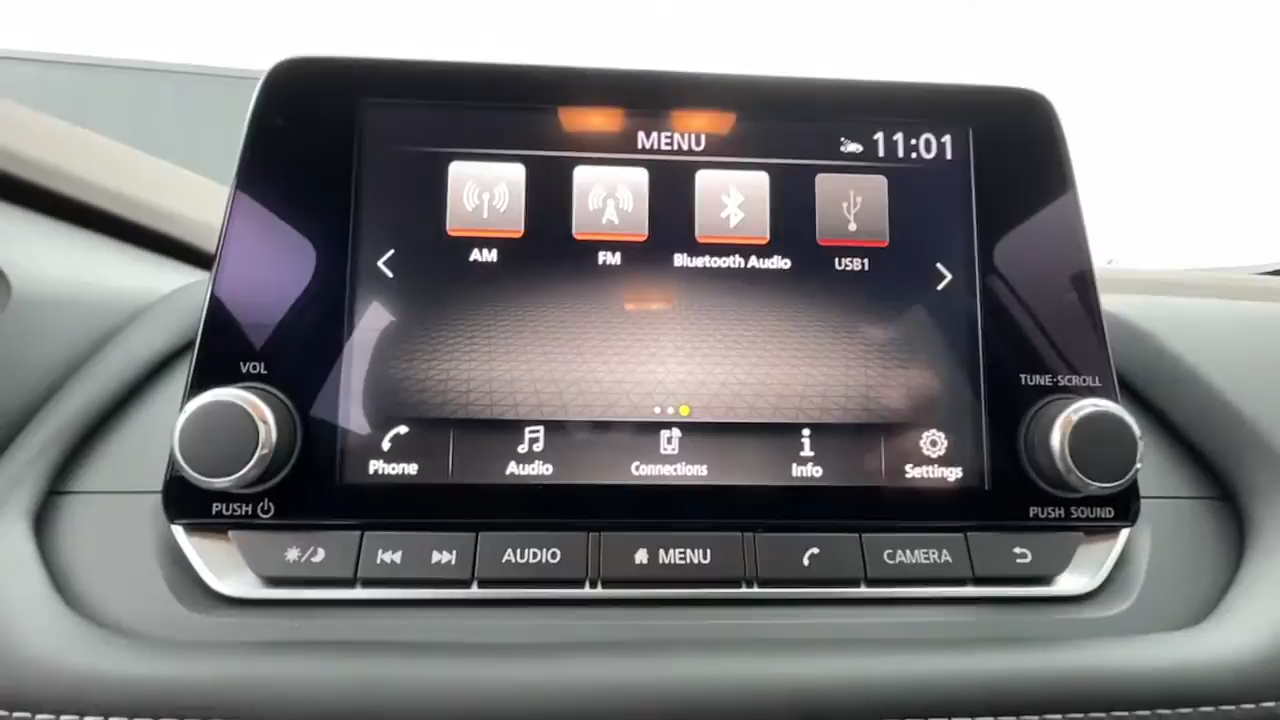 MENU
11:01
AM
FM
Bluetooth Audio
USB1
VOL
TUNE·SCROLL
Phone
Audio
Connections
Info
Settings
PUSH
PUSH SOUND
AUDIO
MENU
CAMERA